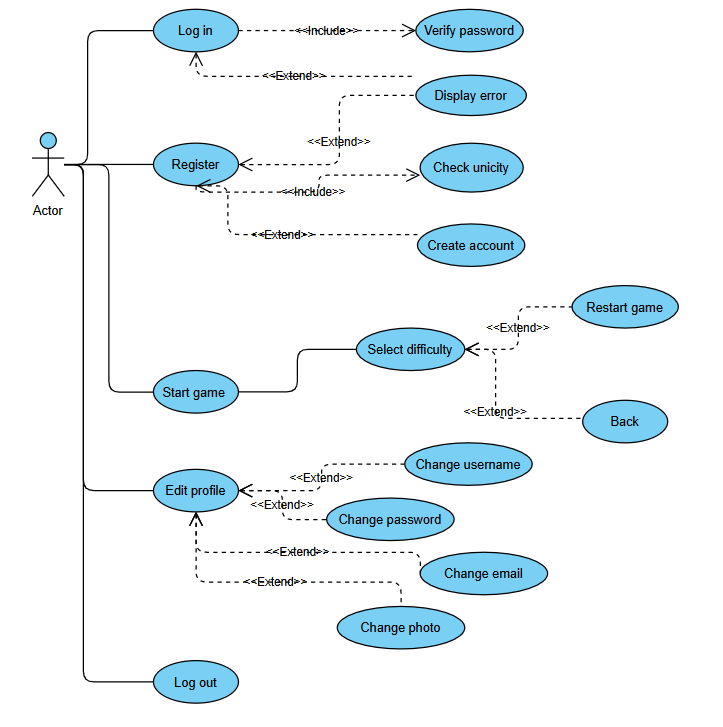 Log in
<<Include>>
Verify password
<<Extend>>
Display error
<<Extend>>
Register
Check unicity
<<Include>>
Actor
<<Extend>>
Create account
Restart game
<<Extend>>
Select difficulty
Start game
<<Extend>>
Back
Change username
<<Extend>>
Edit profile
<<Extend>>
Change password
<<Extend>>
Change email
<<Extend>>
Change photo
Log out